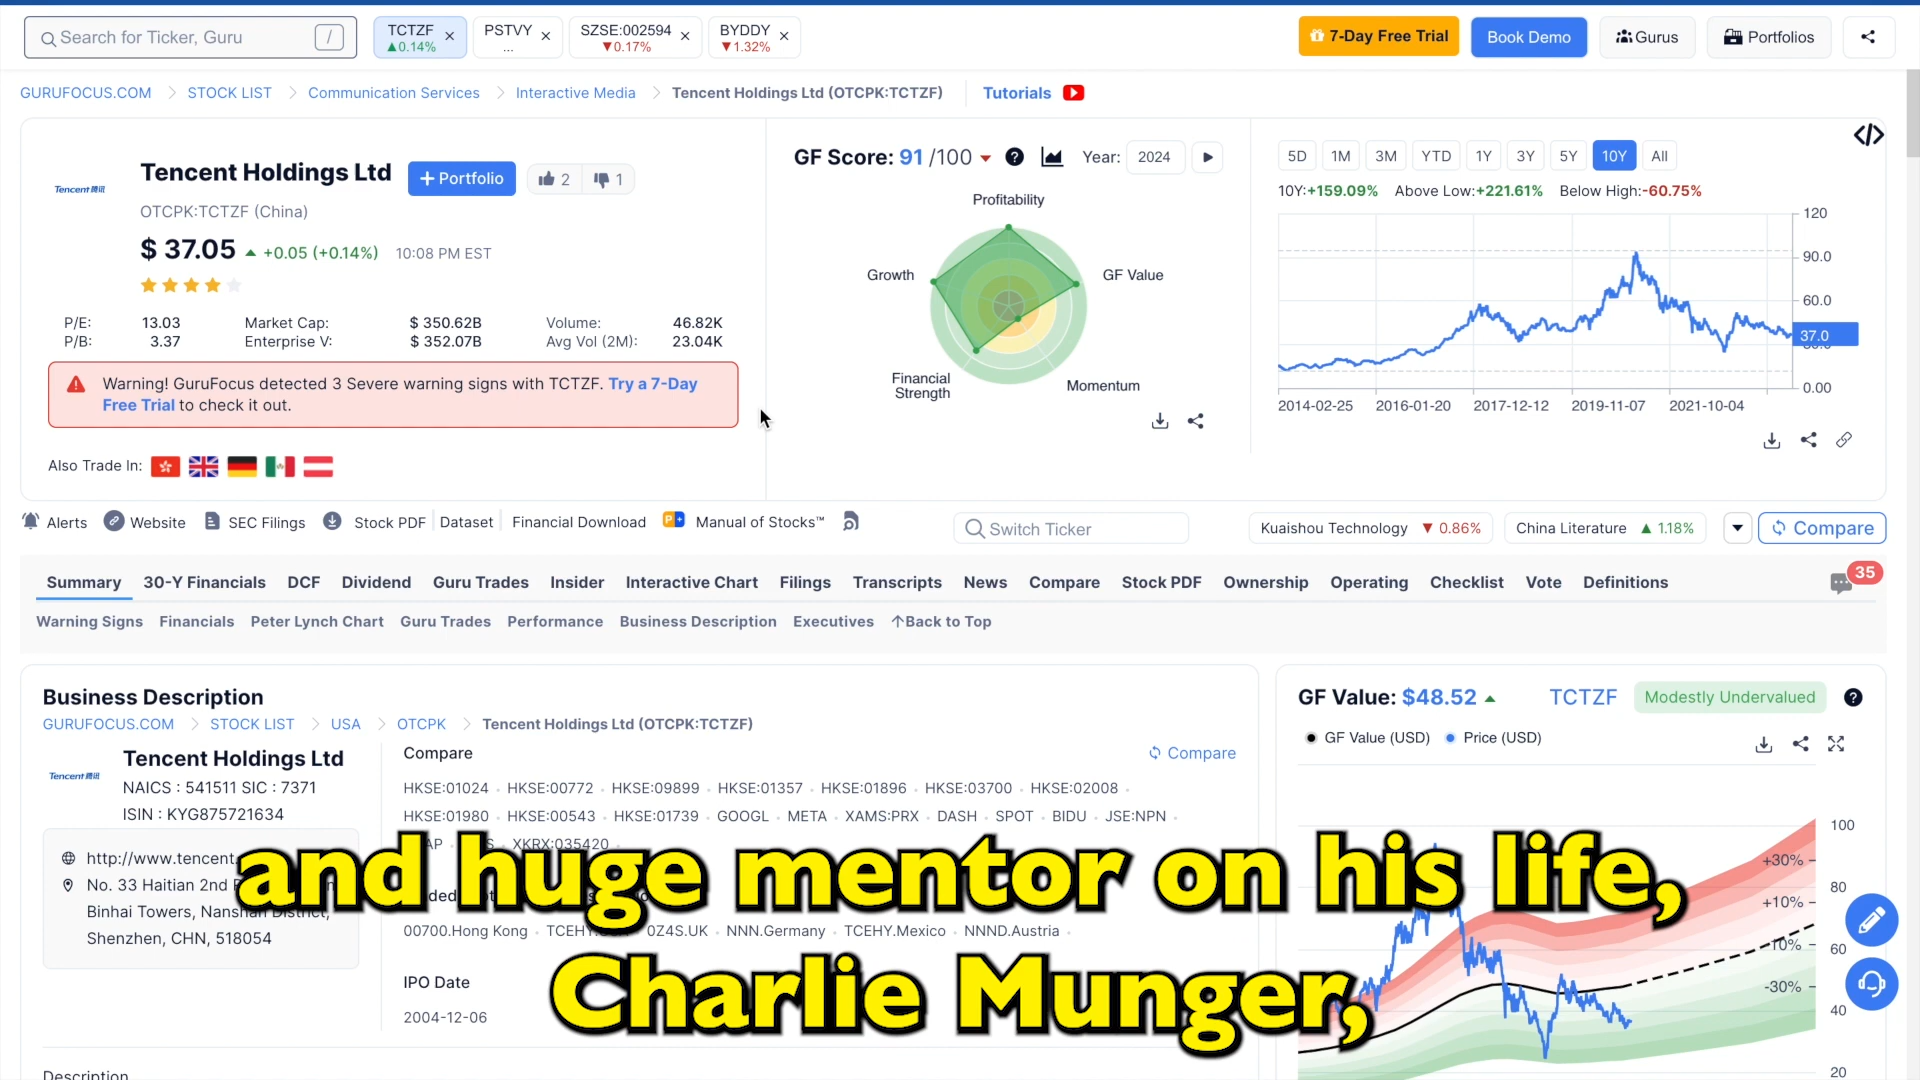 Search for Ticker, Guru /
TCTZF ▲0.14% ×
PSTVY ... ×
SZSE:002594 ▼0.17% ×
BYDDY ▼1.32% ×
7-Day Free Trial
Book Demo
Gurus
Portfolios
GURUFOCUS.COM > STOCK LIST > Communication Services > Interactive Media > Tencent Holdings Ltd (OTCPK:TCTZF)
Tutorials
Tencent 腾讯
Tencent Holdings Ltd
+ Portfolio
2
1
OTCPK:TCTZF (China)
$ 37.05 ▲ +0.05 (+0.14%) 10:08 PM EST
P/E: 13.03 Market Cap: $ 350.62B Volume: 46.82K
P/B: 3.37 Enterprise V: $ 352.07B Avg Vol (2M): 23.04K
Warning! GuruFocus detected 3 Severe warning signs with TCTZF. Try a 7-Day
Free Trial to check it out.
Also Trade In:
GF Score: 91 /100 ? Year: 2024
Profitability
Growth
GF Value
Financial
Strength
Momentum
5D 1M 3M YTD 1Y 3Y 5Y 10Y All
10Y:+159.09% Above Low:+221.61% Below High:-60.75%
120
90.0
60.0
37.0
0.00
2014-02-25 2016-01-20 2017-12-12 2019-11-07 2021-10-04
Alerts Website SEC Filings Stock PDF Dataset Financial Download Manual of Stocks™
Switch Ticker
Kuaishou Technology ▼ 0.86%
China Literature ▲ 1.18%
Compare
Summary 30-Y Financials DCF Dividend Guru Trades Insider Interactive Chart Filings Transcripts News Compare Stock PDF Ownership Operating Checklist Vote Definitions
35
Warning Signs Financials Peter Lynch Chart Guru Trades Performance Business Description Executives ↑Back to Top
Business Description
GURUFOCUS.COM > STOCK LIST > USA > OTCPK > Tencent Holdings Ltd (OTCPK:TCTZF)
Tencent 腾讯
Tencent Holdings Ltd
NAICS : 541511 SIC : 7371
ISIN : KYG875721634
http://www.tencent.
No. 33 Haitian 2nd
Binhai Towers, Nanshan District,
Shenzhen, CHN, 518054
Compare
Compare
HKSE:01024 HKSE:00772 HKSE:09899 HKSE:01357 HKSE:01896 HKSE:03700 HKSE:02008
HKSE:01980 HKSE:00543 HKSE:01739 GOOGL META XAMS:PRX DASH SPOT BIDU JSE:NPN
XKRX:035420
00700.Hong Kong 0Z4S.UK NNN.Germany TCEHY.Mexico NNND.Austria
IPO Date
2004-12-06
Description
GF Value: $48.52 ▲ TCTZF Modestly Undervalued ?
GF Value (USD) Price (USD)
100
80
60
40
20
+30%
+10%
-10%
-30%
and huge mentor on his life,
Charlie Munger,